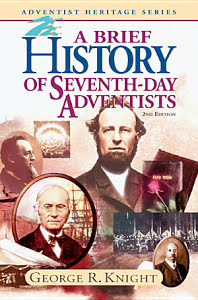 ADVENTIST HERITAGE SERIES
A BRIEF
HISTORY
OF SEVENTH-DAY
ADVENTISTS
2ND EDITION
GEORGE R. KNIGHT